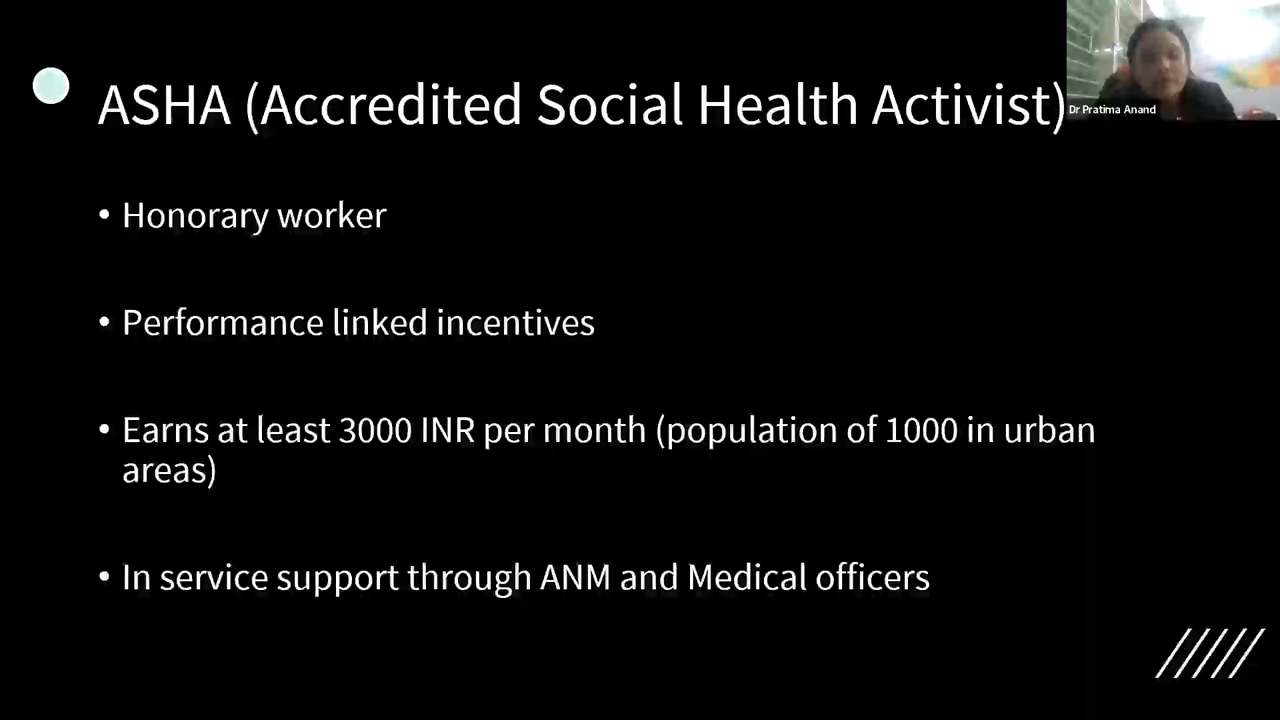 ASHA (Accredited Social Health Activist)
Dr Pratima Anand
• Honorary worker
• Performance linked incentives
• Earns at least 3000 INR per month (population of 1000 in urban
areas)
• In service support through ANM and Medical officers